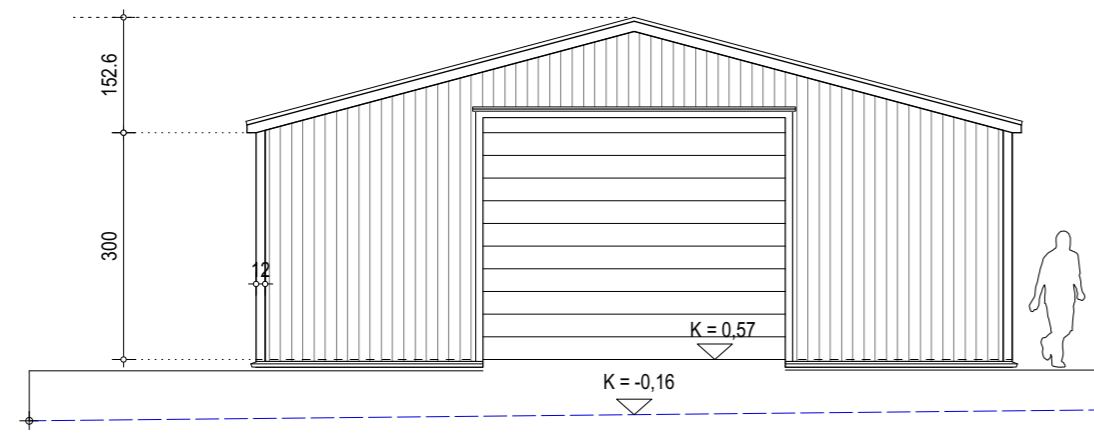 152.6
300
12
K = 0,57
K = -0,16